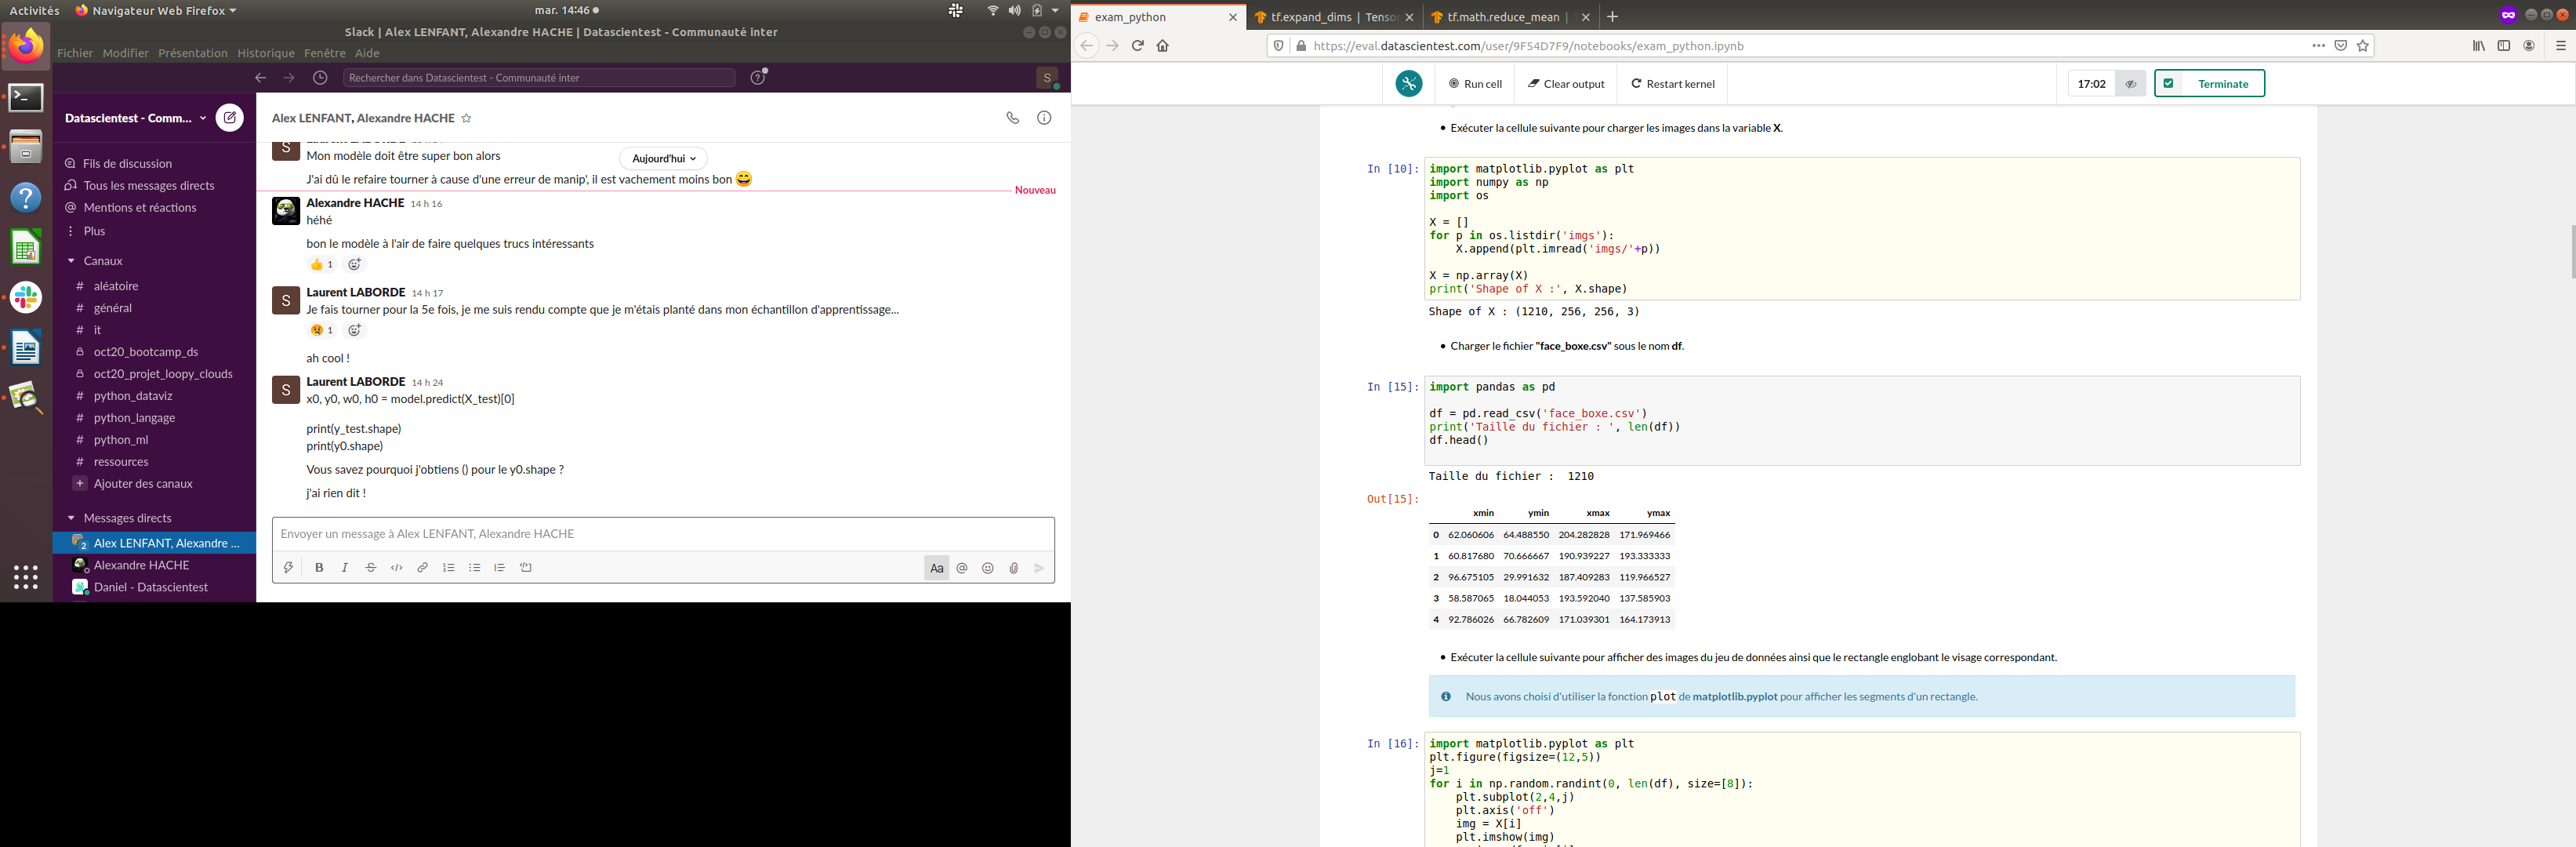 Activités
Navigateur Web Firefox
mar. 14:46
Slack | Alex LENFANT, Alexandre HACHE | Datascientest - Communauté inter
Fichier Modifier Présentation Historique Fenêtre Aide
Rechercher dans Datascientest - Communauté inter
S
Datascientest - Comm...
Fils de discussion
Tous les messages directs
Mentions et réactions
Plus
Canaux
# aléatoire
# général
# it
oct20_bootcamp_ds
oct20_projet_loopy_clouds
# python_dataviz
# python_langage
# python_ml
# ressources
+ Ajouter des canaux
Messages directs
2 Alex LENFANT, Alexandre ...
Alexandre HACHE
Daniel - Datascientest
Alex LENFANT, Alexandre HACHE
S
Mon modèle doit être super bon alors
Aujourd'hui
J'ai dû le refaire tourner à cause d'une erreur de manip', il est vachement moins bon 😄
Nouveau
Alexandre HACHE 14 h 16
héhé
bon le modèle à l'air de faire quelques trucs intéressants
👍 1
S
Laurent LABORDE 14 h 17
Je fais tourner pour la 5e fois, je me suis rendu compte que je m'étais planté dans mon échantillon d'apprentissage...
1
ah cool !
S
Laurent LABORDE 14 h 24
x0, y0, w0, h0 = model.predict(X_test)[0]
print(y_test.shape)
print(y0.shape)
Vous savez pourquoi j'obtiens () pour le y0.shape ?
j'ai rien dit !
Envoyer un message à Alex LENFANT, Alexandre HACHE
B I S </> Aa @
exam_python
tf.expand_dims | Tensor
tf.math.reduce_mean |
https://eval.datascientest.com/user/9F54D7F9/notebooks/exam_python.ipynb
Run cell
Clear output
Restart kernel
17:02
Terminate
• Exécuter la cellule suivante pour charger les images dans la variable X.
In [10]:
import matplotlib.pyplot as plt
import numpy as np
import os
X = []
for p in os.listdir('imgs'):
    X.append(plt.imread('imgs/'+p))
X = np.array(X)
print('Shape of X :', X.shape)
Shape of X : (1210, 256, 256, 3)
• Charger le fichier "face_boxe.csv" sous le nom df.
In [15]:
import pandas as pd
df = pd.read_csv('face_boxe.csv')
print('Taille du fichier : ', len(df))
df.head()
Taille du fichier :  1210
Out[15]:
xmin ymin xmax ymax
0 62.060606 64.488550 204.282828 171.969466
1 60.817680 70.666667 190.939227 193.333333
2 96.675105 29.991632 187.409283 119.966527
3 58.587065 18.044053 193.592040 137.585903
4 92.786026 66.782609 171.039301 164.173913
• Exécuter la cellule suivante pour afficher des images du jeu de données ainsi que le rectangle englobant le visage correspondant.
Nous avons choisi d'utiliser la fonction plot de matplotlib.pyplot pour afficher les segments d'un rectangle.
In [16]:
import matplotlib.pyplot as plt
plt.figure(figsize=(12,5))
j=1
for i in np.random.randint(0, len(df), size=[8]):
    plt.subplot(2,4,j)
    plt.axis('off')
    img = X[i]
    plt.imshow(img)